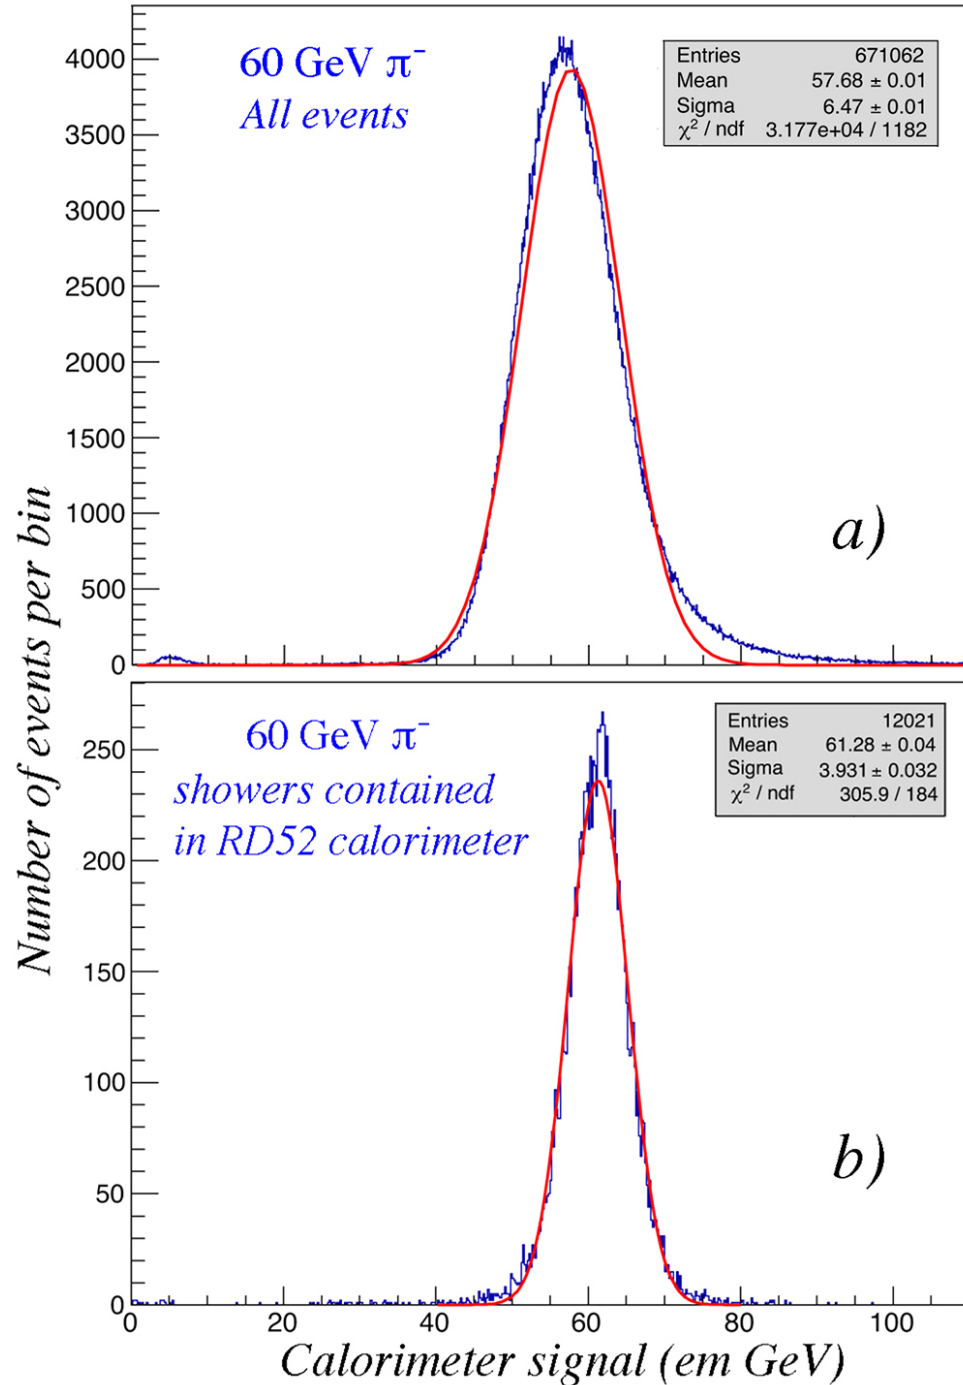 60 GeV π⁻
All events
Entries 671062
Mean 57.68 ± 0.01
Sigma 6.47 ± 0.01
χ² / ndf 3.177e+04 / 1182
4000
3500
3000
2500
2000
1500
1000
500
0
a)
Number of events per bin
60 GeV π⁻
showers contained
in RD52 calorimeter
Entries 12021
Mean 61.28 ± 0.04
Sigma 3.931 ± 0.032
χ² / ndf 305.9 / 184
250
200
150
100
50
0
b)
0 20 40 60 80 100
Calorimeter signal (em GeV)